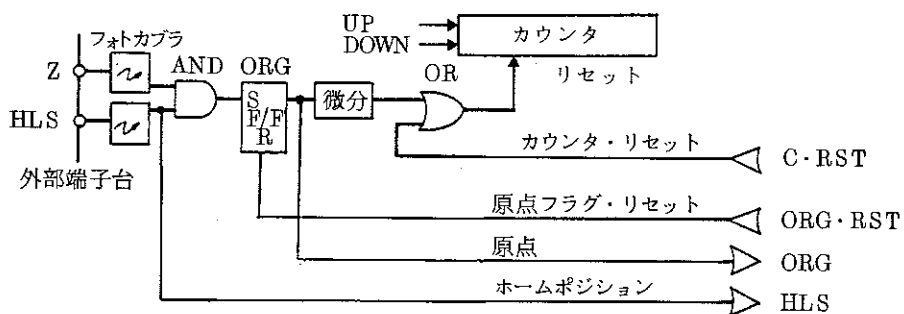 UP
DOWN
カウンタ
リセット
フォトカプラ
Z
AND
ORG
OR
S
F/F
R
微分
HLS
外部端子台
カウンタ・リセット
C・RST
原点フラグ・リセット
ORG・RST
原点
ORG
ホームポジション
HLS